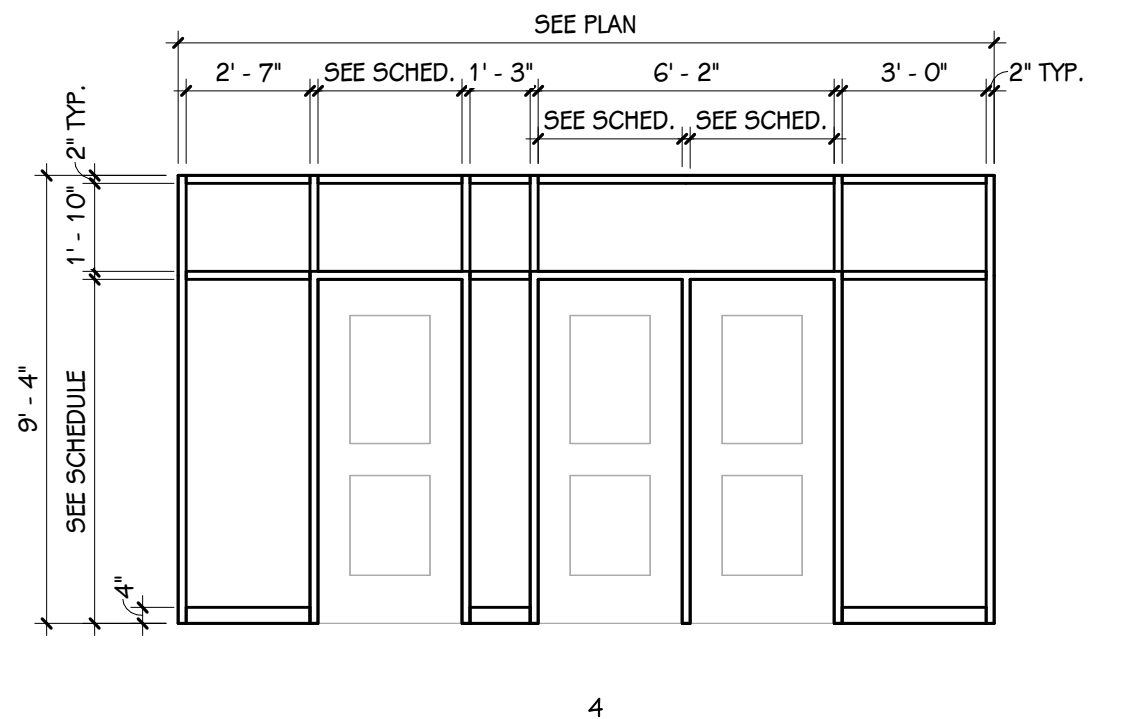 SEE PLAN
2' - 7" SEE SCHED. 1' - 3" 6' - 2" 3' - 0" 2" TYP.
SEE SCHED. SEE SCHED.
2" TYP.
1' - 10"
9' - 4"
SEE SCHEDULE
4"
4